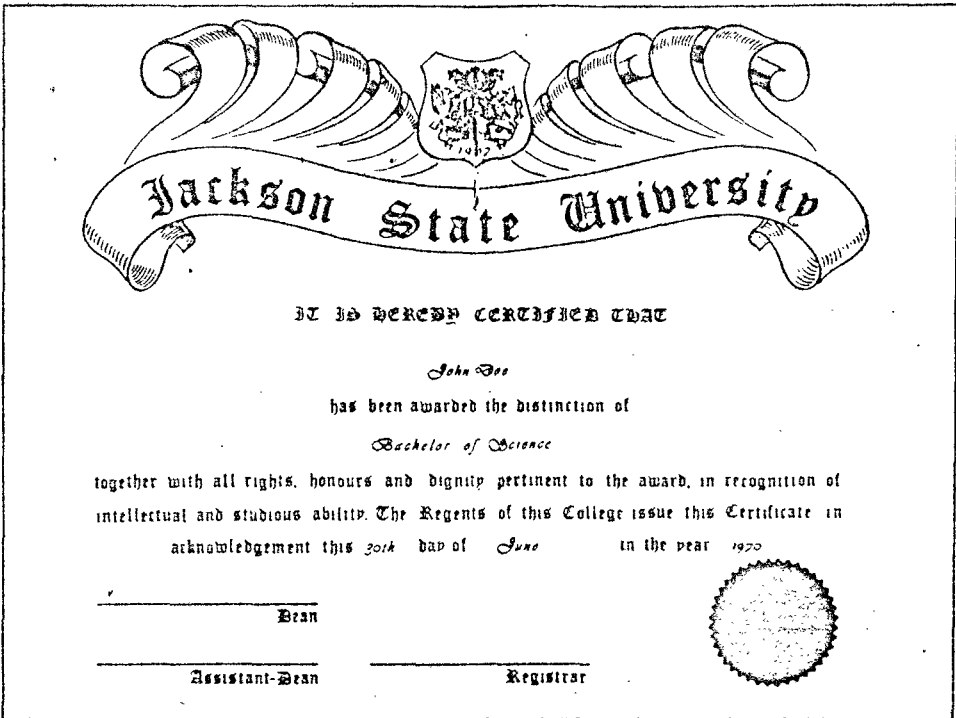 Jackson State University
IT IS HEREBY CERTIFIED THAT
John Doe
has been awarded the distinction of
Bachelor of Science
together with all rights, honours and dignity pertinent to the award, in recognition of
intellectual and studious ability. The Regents of this College issue this Certificate in
acknowledgement this 30th day of June in the year 1970
Dean
Assistant-Dean
Registrar